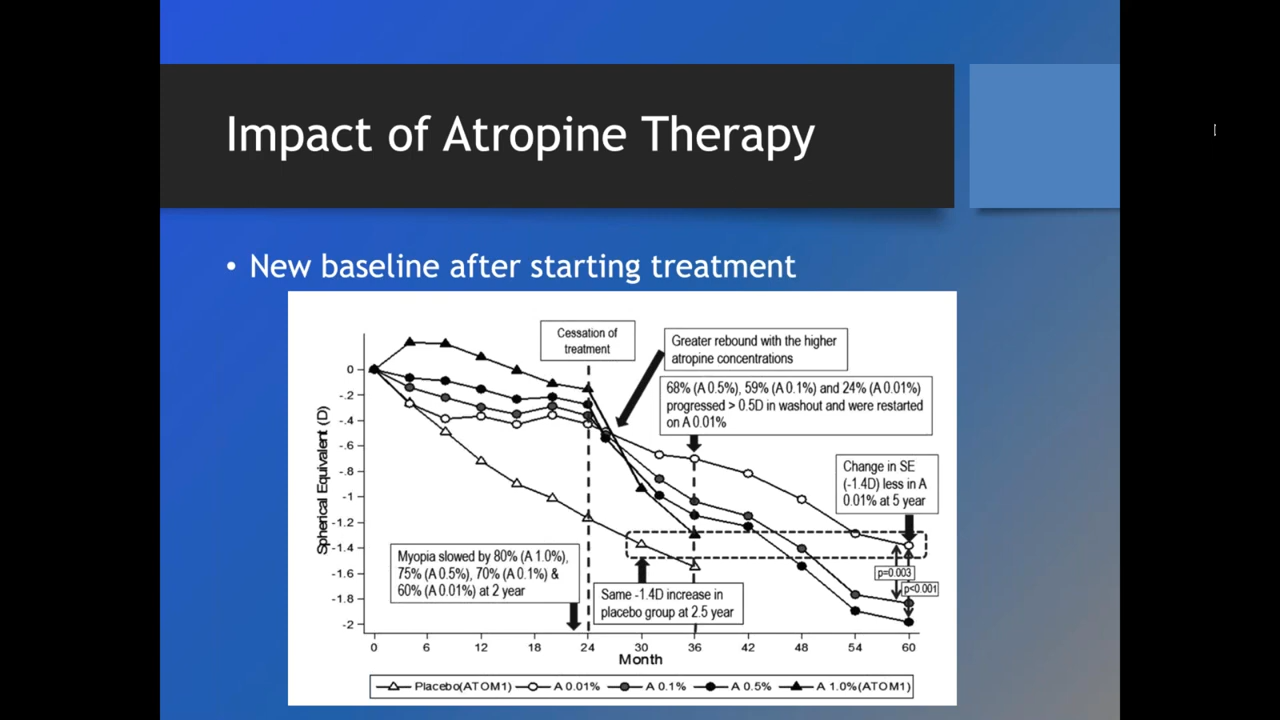 Impact of Atropine Therapy
• New baseline after starting treatment
Cessation of
treatment
Greater rebound with the higher
atropine concentrations
68% (A 0.5%), 59% (A 0.1%) and 24% (A 0.01%)
progressed > 0.5D in washout and were restarted
on A 0.01%
Change in SE
(-1.4D) less in A
0.01% at 5 year
Myopia slowed by 80% (A 1.0%),
75% (A 0.5%), 70% (A 0.1%) &
60% (A 0.01%) at 2 year
Same -1.4D increase in
placebo group at 2.5 year
p=0.003
p<0.001
Spherical Equivalent (D)
0
-.2
-.4
-.6
-.8
-1
-1.2
-1.4
-1.6
-1.8
-2
0 6 12 18 24 30 36 42 48 54 60
Month
Placebo(ATOM1) A 0.01% A 0.1% A 0.5% A 1.0%(ATOM1)